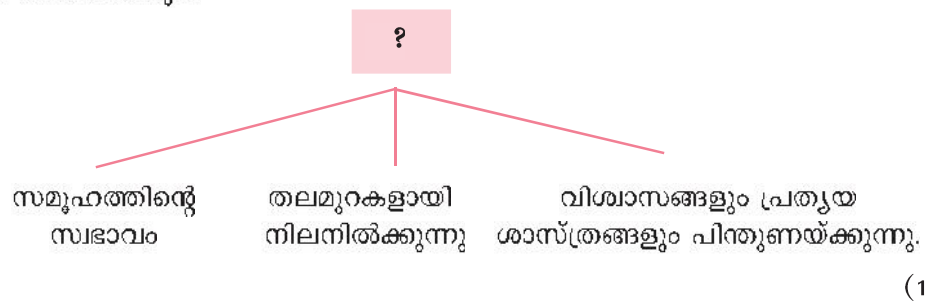 ?
സമൂഹത്തിന്റെ
സ്വഭാവം
തലമുറകളായി
നിലനിൽക്കുന്നു
വിശ്വാസങ്ങളും പ്രത്യയ
ശാസ്ത്രങ്ങളും പിന്തുണയ്ക്കുന്നു.
(1